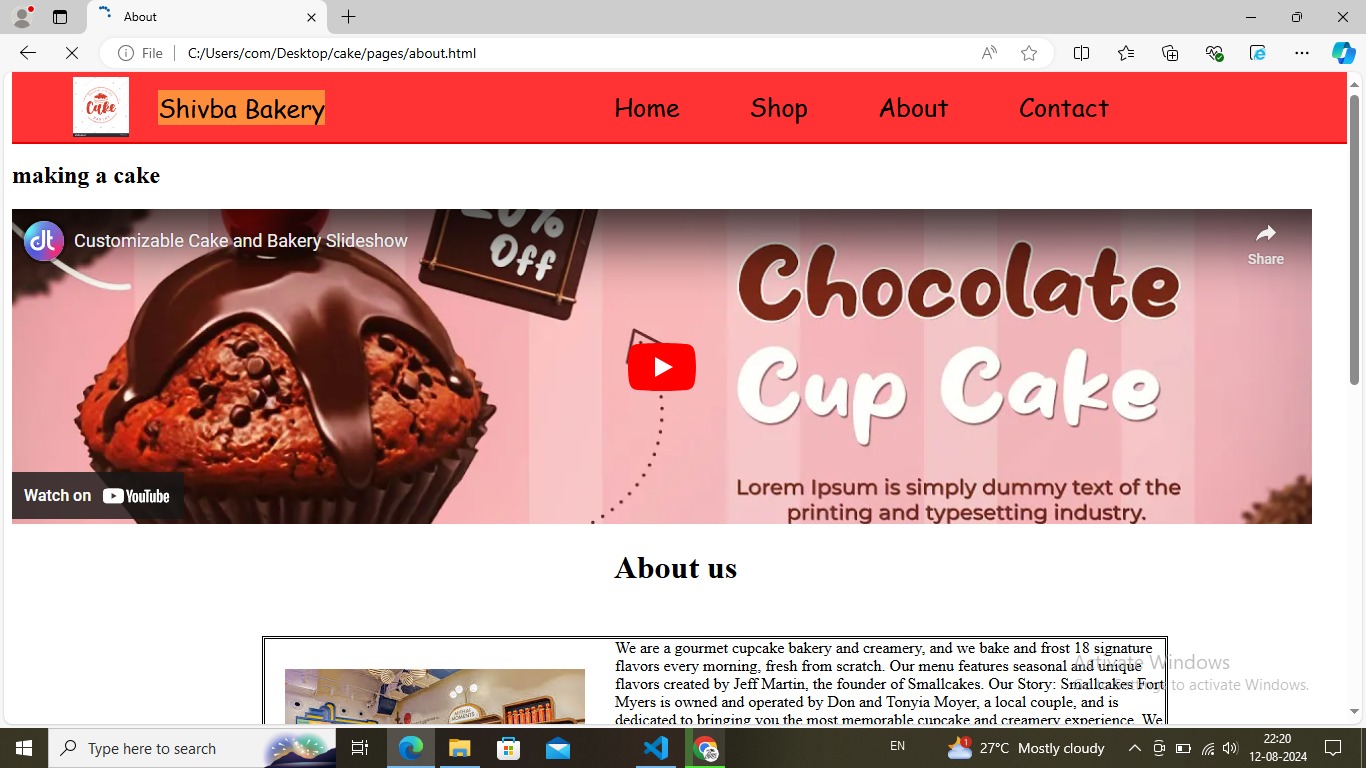 About
File
C:/Users/com/Desktop/cake/pages/about.html
Cake
Shivba Bakery
Home
Shop
About
Contact
making a cake
dt
Customizable Cake and Bakery Slideshow
Share
20%
Off
Chocolate
Cup Cake
Lorem Ipsum is simply dummy text of the
printing and typesetting industry.
Watch on YouTube
About us
We are a gourmet cupcake bakery and creamery, and we bake and frost 18 signature
flavors every morning, fresh from scratch. Our menu features seasonal and unique
flavors created by Jeff Martin, the founder of Smallcakes. Our Story: Smallcakes Fort
Myers is owned and operated by Don and Tonyia Moyer, a local couple, and is
dedicated to bringing you the most memorable cupcake and creamery experience. We
Activate Windows
to activate Windows.
Type here to search
EN
1
27°C Mostly cloudy
22:20
12-08-2024